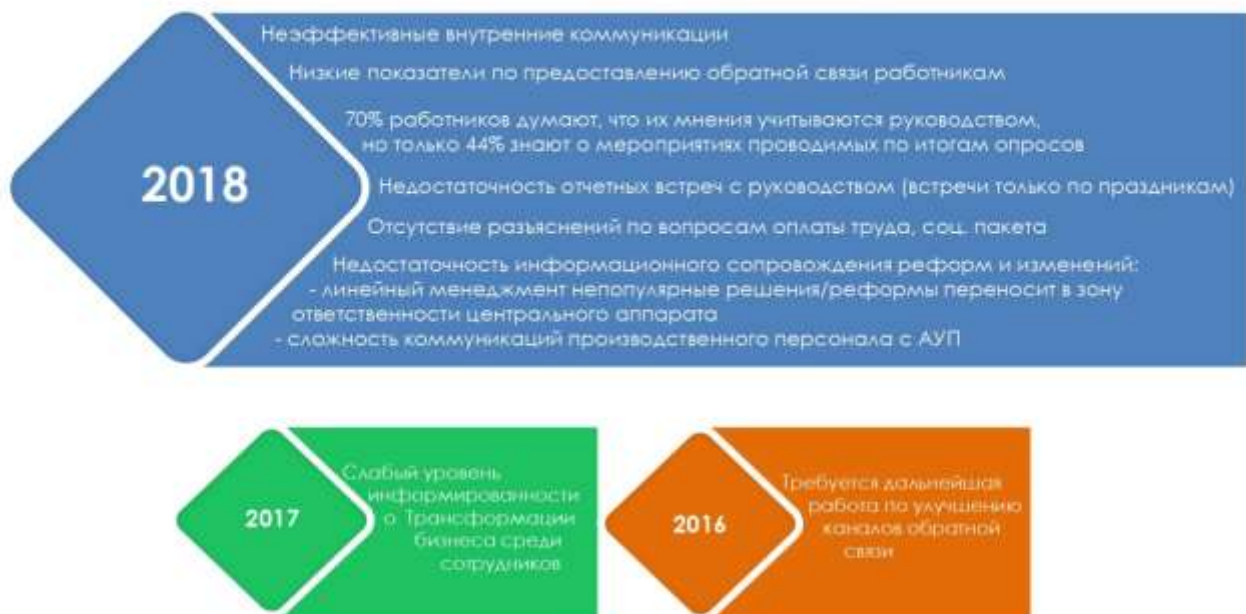 Неэффективные внутренние коммуникации
Низкие показатели по предоставлению обратной связи работникам
70% работников думают, что их мнения учитываются руководством,
но только 44% знают о мероприятиях проводимых по итогам опросов
2018
Недостаточность отчетных встреч с руководством (встречи только по праздникам)
Отсутствие разъяснений по вопросам оплаты труда, соц. пакета
Недостаточность информационного сопровождения реформ и изменений:
- линейный менеджмент непопулярные решения/реформы переносит в зону
ответственности центрального аппарата
- сложность коммуникаций производственного персонала с АУП
2017
Слабый уровень
информированности
о Трансформации
бизнеса среди
сотрудников
2016
Требуется дальнейшая
работа по улучшению
каналов обратной
связи